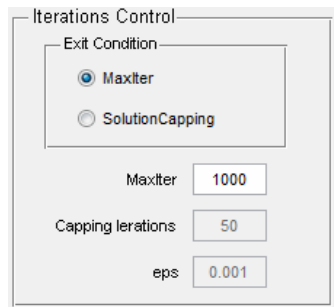 Iterations Control
Exit Condition
MaxIter
SolutionCapping
MaxIter 1000
Capping Ierations 50
eps 0.001